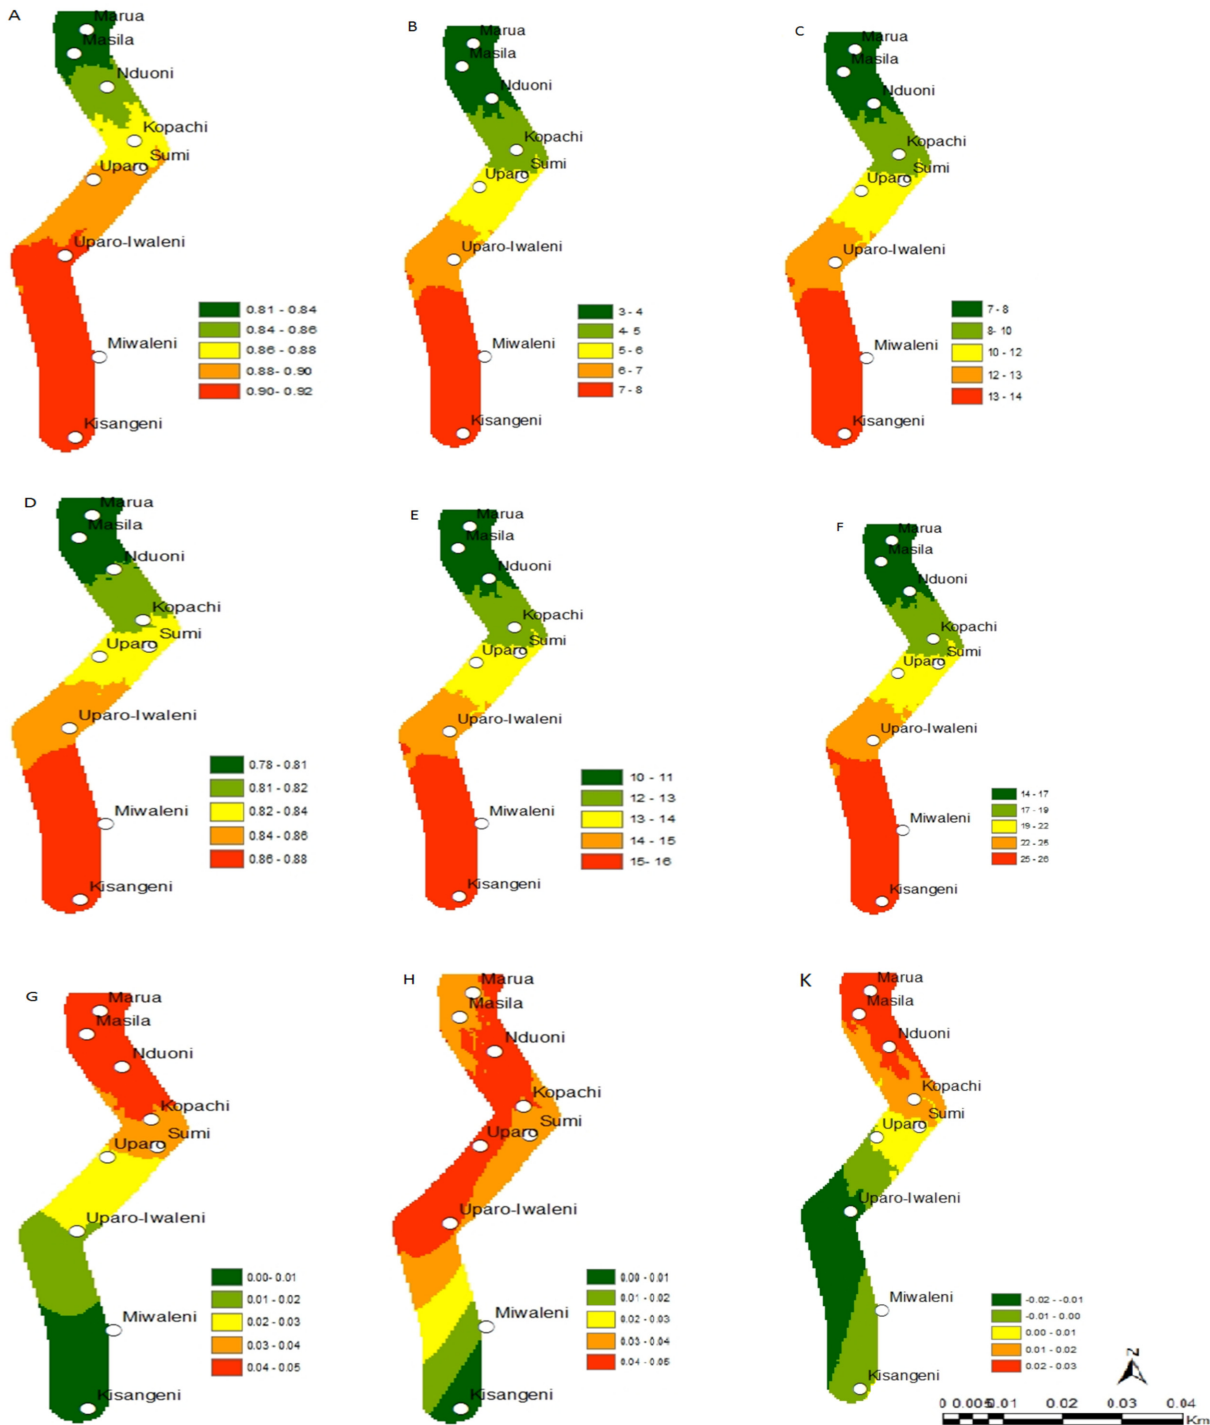 A
Marua
Masila
Nduoni
Kopachi
Sumi
Uparo
Uparo-Iwaleni
Miwaleni
Kisangeni
0.81 - 0.84
0.84 - 0.86
0.86 - 0.88
0.88- 0.90
0.90- 0.92
B
Marua
Masila
Nduoni
Kopachi
Sumi
Uparo
Uparo-Iwaleni
Miwaleni
Kisangeni
3 - 4
4- 5
5 - 6
6 - 7
7 - 8
C
Marua
Masila
Nduoni
Kopachi
Sumi
Uparo
Uparo-Iwaleni
Miwaleni
Kisangeni
7 - 8
8- 10
10 - 12
12 - 13
13 - 14
D
Marua
Masila
Nduoni
Kopachi
Sumi
Uparo
Uparo-Iwaleni
Miwaleni
Kisangeni
0.78 - 0.81
0.81 - 0.82
0.82 - 0.84
0.84 - 0.86
0.86 - 0.88
E
Marua
Masila
Nduoni
Kopachi
Sumi
Uparo
Uparo-Iwaleni
Miwaleni
Kisangeni
10 - 11
12 - 13
13 - 14
14 - 15
15- 16
F
Marua
Masila
Nduoni
Kopachi
Sumi
Uparo
Uparo-Iwaleni
Miwaleni
Kisangeni
14 - 17
17 - 19
19 - 22
22 - 25
25 - 26
G
Marua
Masila
Nduoni
Kopachi
Sumi
Uparo
Uparo-Iwaleni
Miwaleni
Kisangeni
0.00- 0.01
0.01 - 0.02
0.02 - 0.03
0.03 - 0.04
0.04 - 0.05
H
Marua
Masila
Nduoni
Kopachi
Sumi
Uparo
Uparo-Iwaleni
Miwaleni
Kisangeni
0.00 - 0.01
0.01 - 0.02
0.02 - 0.03
0.03 - 0.04
0.04 - 0.05
K
Marua
Masila
Nduoni
Kopachi
Sumi
Uparo
Uparo-Iwaleni
Miwaleni
Kisangeni
-0.02 - -0.01
-0.01 - 0.00
0.00 - 0.01
0.01 - 0.02
0.02 - 0.03
N
0 0.005 0.01 0.02 0.03 0.04
Km